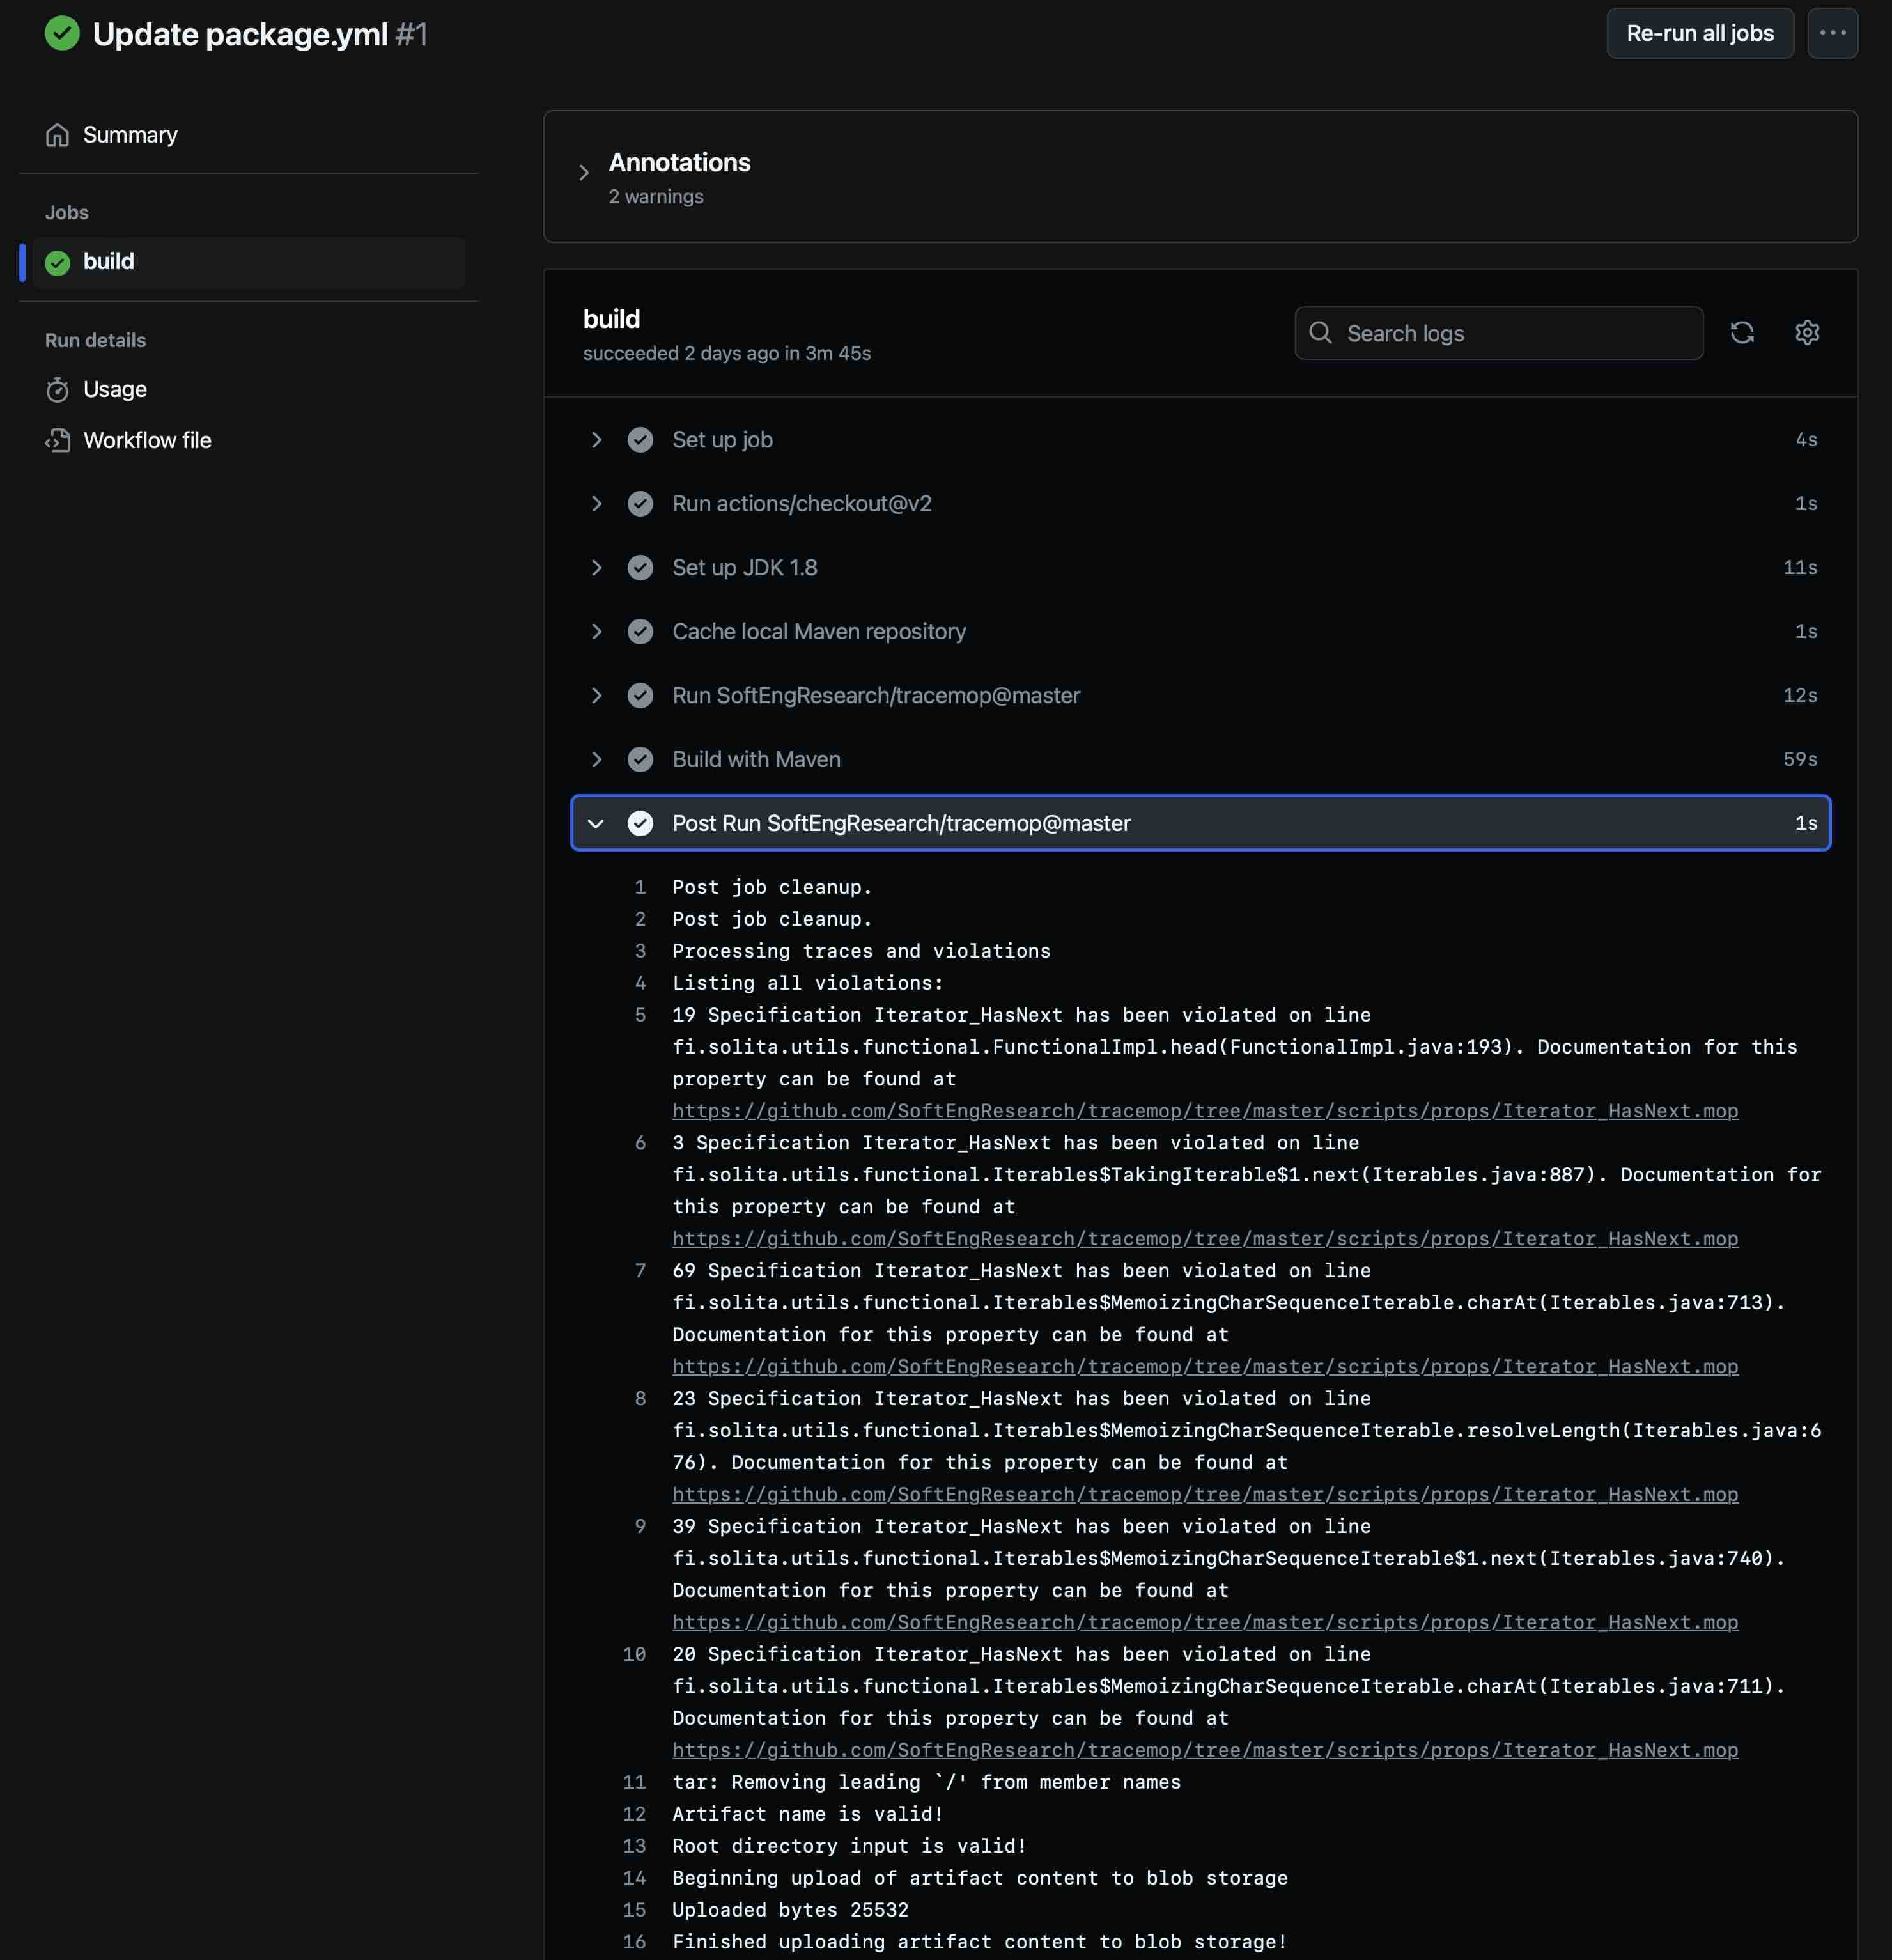 Update package.yml #1
Re-run all jobs
Summary
Jobs
build
Run details
Usage
Workflow file
Annotations
2 warnings
build
succeeded 2 days ago in 3m 45s
Search logs
Set up job 4s
Run actions/checkout@v2 1s
Set up JDK 1.8 11s
Cache local Maven repository 1s
Run SoftEngResearch/tracemop@master 12s
Build with Maven 59s
Post Run SoftEngResearch/tracemop@master 1s
1 Post job cleanup.
2 Post job cleanup.
3 Processing traces and violations
4 Listing all violations:
5 19 Specification Iterator_HasNext has been violated on line
fi.solita.utils.functional.FunctionalImpl.head(FunctionalImpl.java:193). Documentation for this
property can be found at
https://github.com/SoftEngResearch/tracemop/tree/master/scripts/props/Iterator_HasNext.mop
6 3 Specification Iterator_HasNext has been violated on line
fi.solita.utils.functional.Iterables$TakingIterable$1.next(Iterables.java:887). Documentation for
this property can be found at
https://github.com/SoftEngResearch/tracemop/tree/master/scripts/props/Iterator_HasNext.mop
7 69 Specification Iterator_HasNext has been violated on line
fi.solita.utils.functional.Iterables$MemoizingCharSequenceIterable.charAt(Iterables.java:713).
Documentation for this property can be found at
https://github.com/SoftEngResearch/tracemop/tree/master/scripts/props/Iterator_HasNext.mop
8 23 Specification Iterator_HasNext has been violated on line
fi.solita.utils.functional.Iterables$MemoizingCharSequenceIterable.resolveLength(Iterables.java:6
76). Documentation for this property can be found at
https://github.com/SoftEngResearch/tracemop/tree/master/scripts/props/Iterator_HasNext.mop
9 39 Specification Iterator_HasNext has been violated on line
fi.solita.utils.functional.Iterables$MemoizingCharSequenceIterable$1.next(Iterables.java:740).
Documentation for this property can be found at
https://github.com/SoftEngResearch/tracemop/tree/master/scripts/props/Iterator_HasNext.mop
10 20 Specification Iterator_HasNext has been violated on line
fi.solita.utils.functional.Iterables$MemoizingCharSequenceIterable.charAt(Iterables.java:711).
Documentation for this property can be found at
https://github.com/SoftEngResearch/tracemop/tree/master/scripts/props/Iterator_HasNext.mop
11 tar: Removing leading `/' from member names
12 Artifact name is valid!
13 Root directory input is valid!
14 Beginning upload of artifact content to blob storage
15 Uploaded bytes 25532
16 Finished uploading artifact content to blob storage!